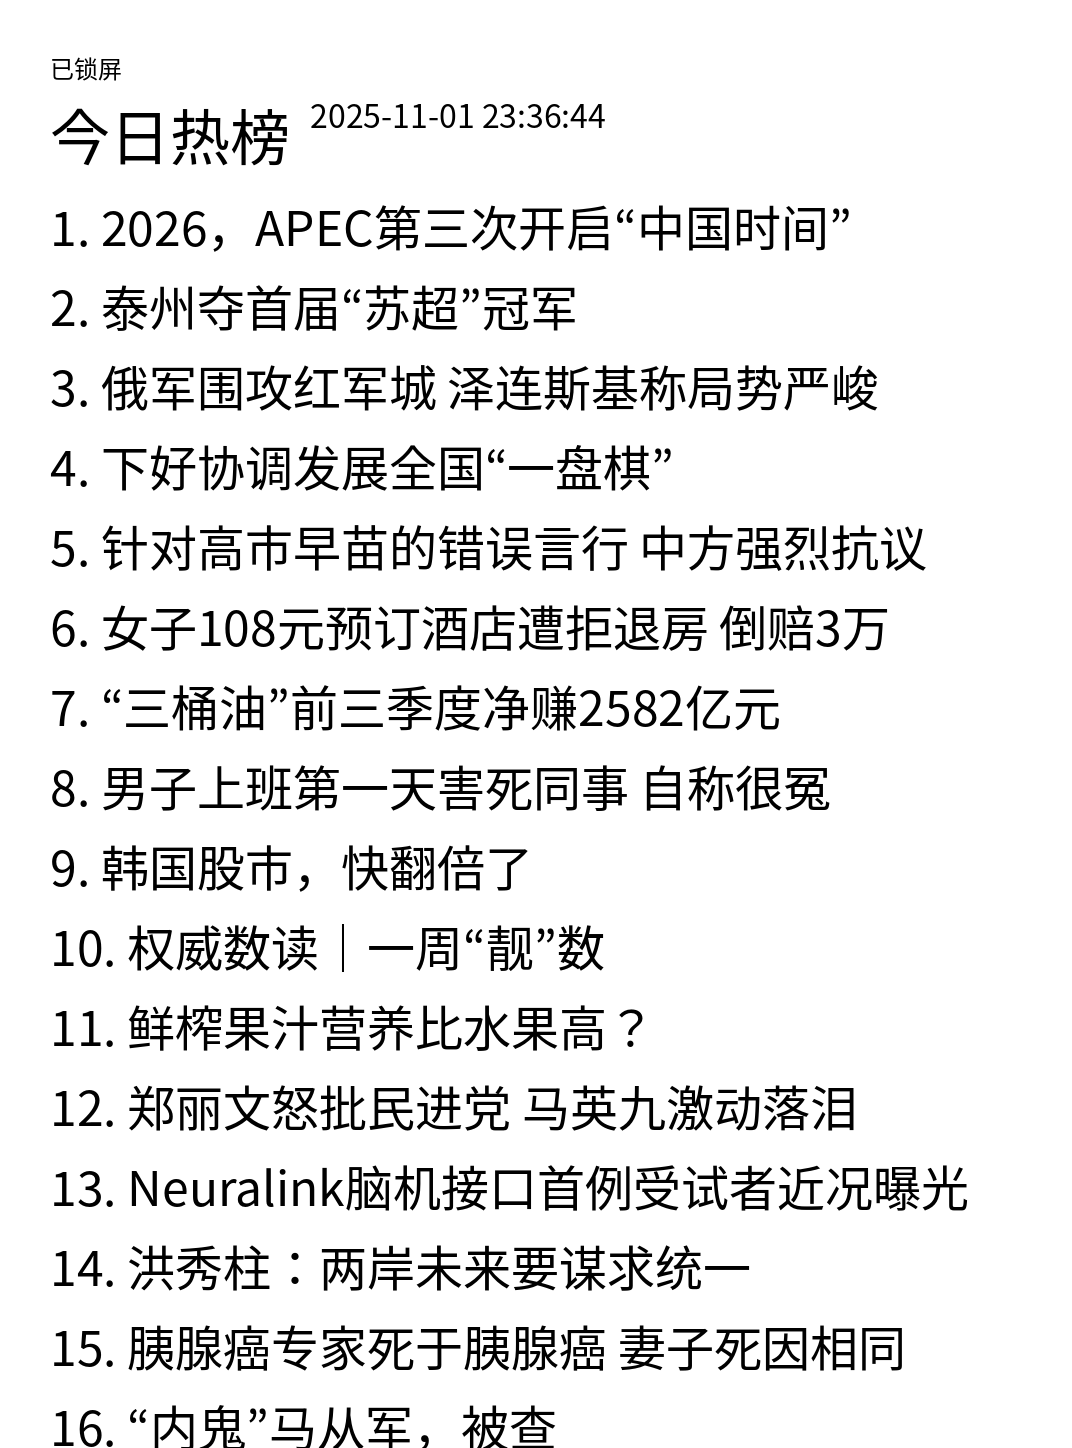 已锁屏
今日热榜 2025-11-01 23:36:44
1. 2026，APEC第三次开启“中国时间”
2. 泰州夺首届“苏超”冠军
3. 俄军围攻红军城 泽连斯基称局势严峻
4. 下好协调发展全国“一盘棋”
5. 针对高市早苗的错误言行 中方强烈抗议
6. 女子108元预订酒店遭拒退房 倒赔3万
7. “三桶油”前三季度净赚2582亿元
8. 男子上班第一天害死同事 自称很冤
9. 韩国股市，快翻倍了
10. 权威数读｜一周“靓”数
11. 鲜榨果汁营养比水果高？
12. 郑丽文怒批民进党 马英九激动落泪
13. Neuralink脑机接口首例受试者近况曝光
14. 洪秀柱：两岸未来要谋求统一
15. 胰腺癌专家死于胰腺癌 妻子死因相同
16. “内鬼”马从军，被查